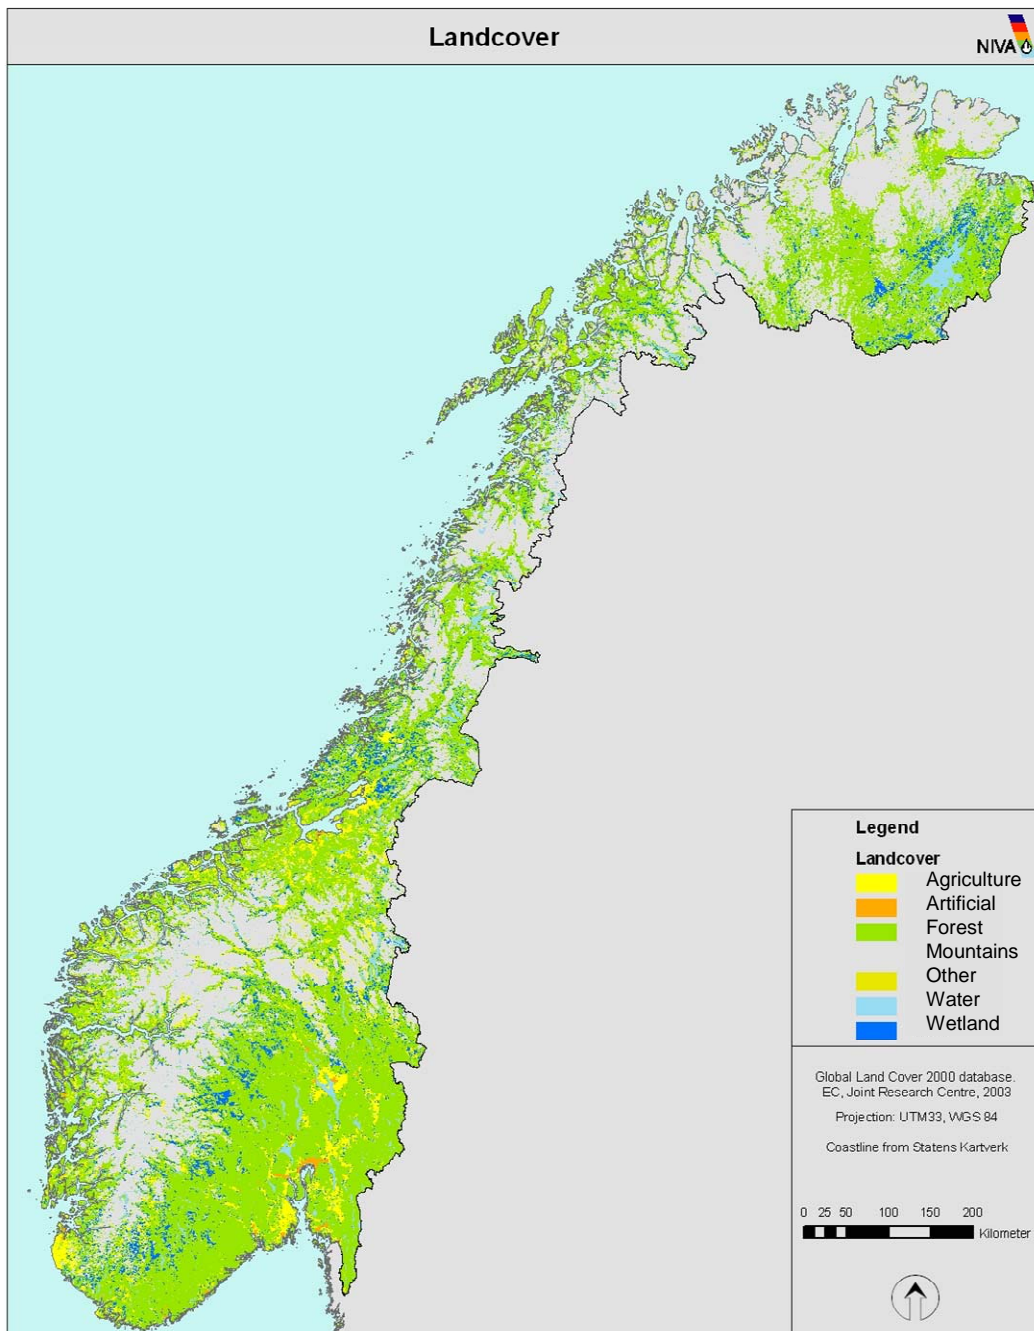 Landcover
NIVA
Legend
Landcover
Agriculture
Artificial
Forest
Mountains
Other
Water
Wetland
Global Land Cover 2000 database.
EC, Joint Research Centre, 2003
Projection: UTM33, WGS 84
Coastline from Statens Kartverk
0 25 50 100 150 200
Kilometer